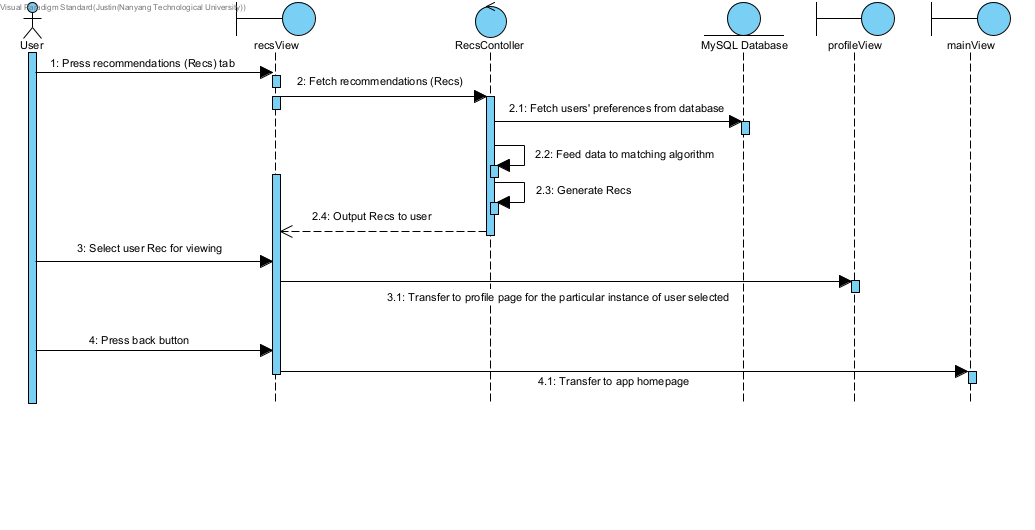 Visual Paradigm Standard(Justin(Nanyang Technological University))
User
recsView
RecsContoller
MySQL Database
profileView
mainView
1: Press recommendations (Recs) tab
2: Fetch recommendations (Recs)
2.1: Fetch users' preferences from database
2.2: Feed data to matching algorithm
2.3: Generate Recs
2.4: Output Recs to user
3: Select user Rec for viewing
3.1: Transfer to profile page for the particular instance of user selected
4: Press back button
4.1: Transfer to app homepage